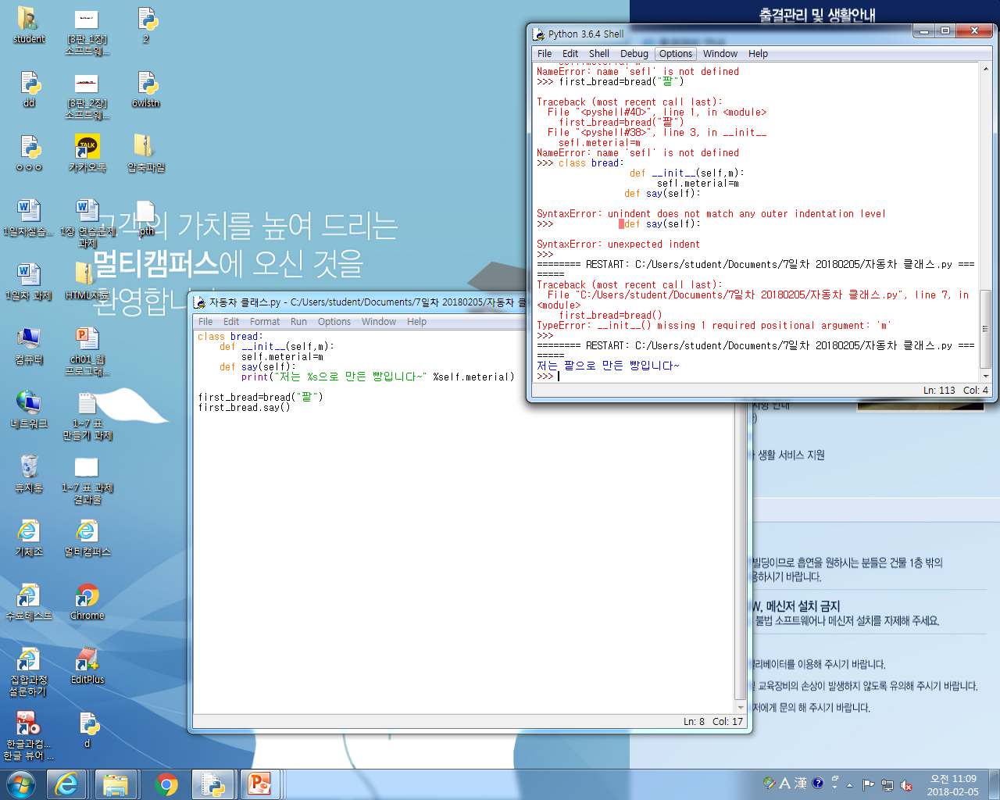 student
[3판_1장]
소프트워...
2
dd
[3판_2장]
소프트워...
6wlstn
ㅇㅇㅇ
TALK
카카오톡
압축파일
1일차실습...
1장 연습문제
과제
pth
1일차 과제
HTML자료
컴퓨터
ch01_웹
프로그래...
네트워크
1~7 표
만들기 과제
휴지통
1~7 표 과제
결과물
기처조
멀티캠퍼스
수료테스트
Chrome
집합과정
설문하기
EditPlus
한글과컴...
한글 뷰어 ...
d
고객의 가치를 높여 드리는
멀티캠퍼스에 오신 것을
환영합니
출결관리 및 생활안내
Python 3.6.4 Shell
File Edit Shell Debug Options Window Help
NameError: name 'sefl' is not defined
>>> first_bread=bread("팥")
Traceback (most recent call last):
File "<pyshell#40>", line 1, in <module>
first_bread=bread("팥")
File "<pyshell#38>", line 3, in __init__
sefl.meterial=m
NameError: name 'sefl' is not defined
>>> class bread:
def __init__(self,m):
sefl.meterial=m
def say(self):
SyntaxError: unindent does not match any outer indentation level
>>> def say(self):
SyntaxError: unexpected indent
>>>
======== RESTART: C:/Users/student/Documents/7일차 20180205/자동차 클래스.py ===
=====
Traceback (most recent call last):
File "C:/Users/student/Documents/7일차 20180205/자동차 클래스.py", line 7, in
<module>
first_bread=bread()
TypeError: __init__() missing 1 required positional argument: 'm'
>>>
======== RESTART: C:/Users/student/Documents/7일차 20180205/자동차 클래스.py ===
=====
저는 팥으로 만든 빵입니다~
>>>
Ln: 113 Col: 4
자동차 클래스.py - C:/Users/student/Documents/7일차 20180205/자동차 클
File Edit Format Run Options Window Help
class bread:
def __init__(self,m):
self.meterial=m
def say(self):
print("저는 %s으로 만든 빵입니다~" %self.meterial)
first_bread=bread("팥")
first_bread.say()
Ln: 8 Col: 17
생활 서비스 지원
빌딩이므로 흡연을 원하시는 분들은 건물 1층 밖의
용하시기 바랍니다.
W, 메신저 설치 금지
불법 소프트웨어나 메신저 설치를 자제해 주세요.
리베이터를 이용해 주시기 바랍니다.
및 교육장비의 손상이 발생하지 않도록 유의해 주시기 바랍니다.
저에게 문의 해 주시기 바랍니다.
A 漢
오전 11:09
2018-02-05